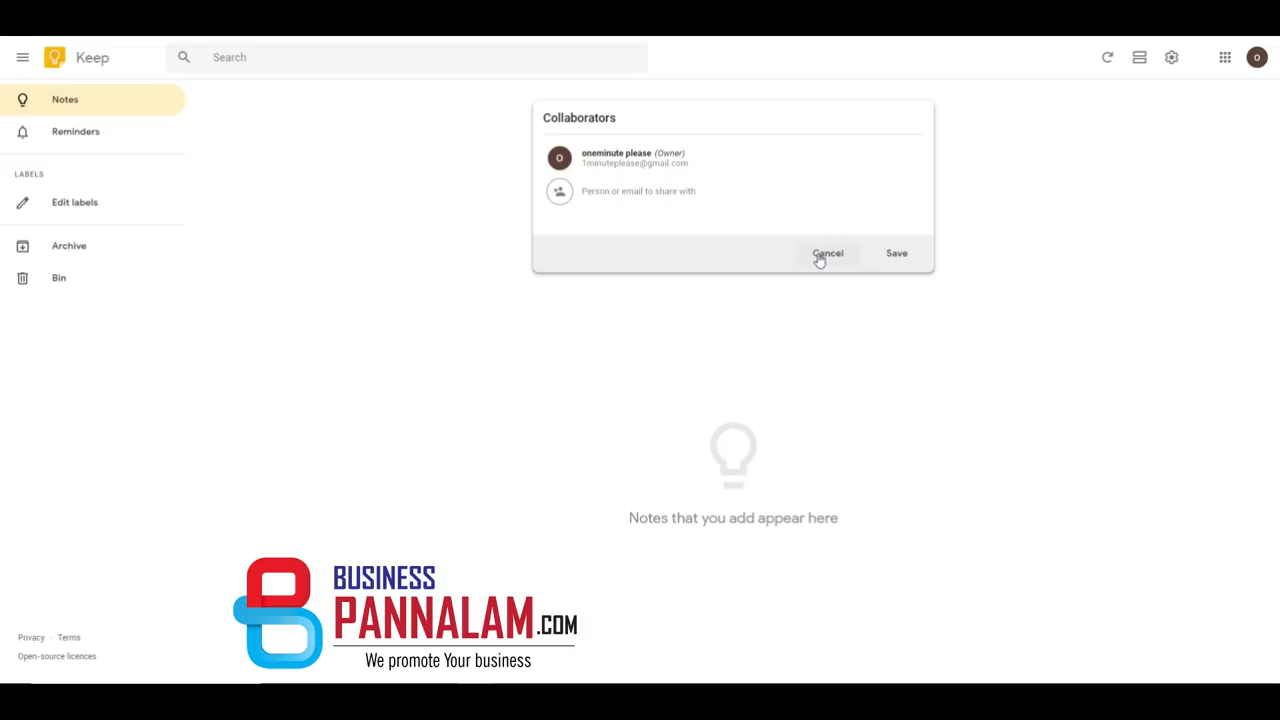 Keep
Search
Notes
Reminders
LABELS
Edit labels
Archive
Bin
Collaborators
oneminute please (Owner)
1minuteplease@gmail.com
Person or email to share with
Cancel
Save
Notes that you add appear here
BUSINESS
PANNALAM.COM
We promote Your business
Privacy · Terms
Open-source licences
O
O